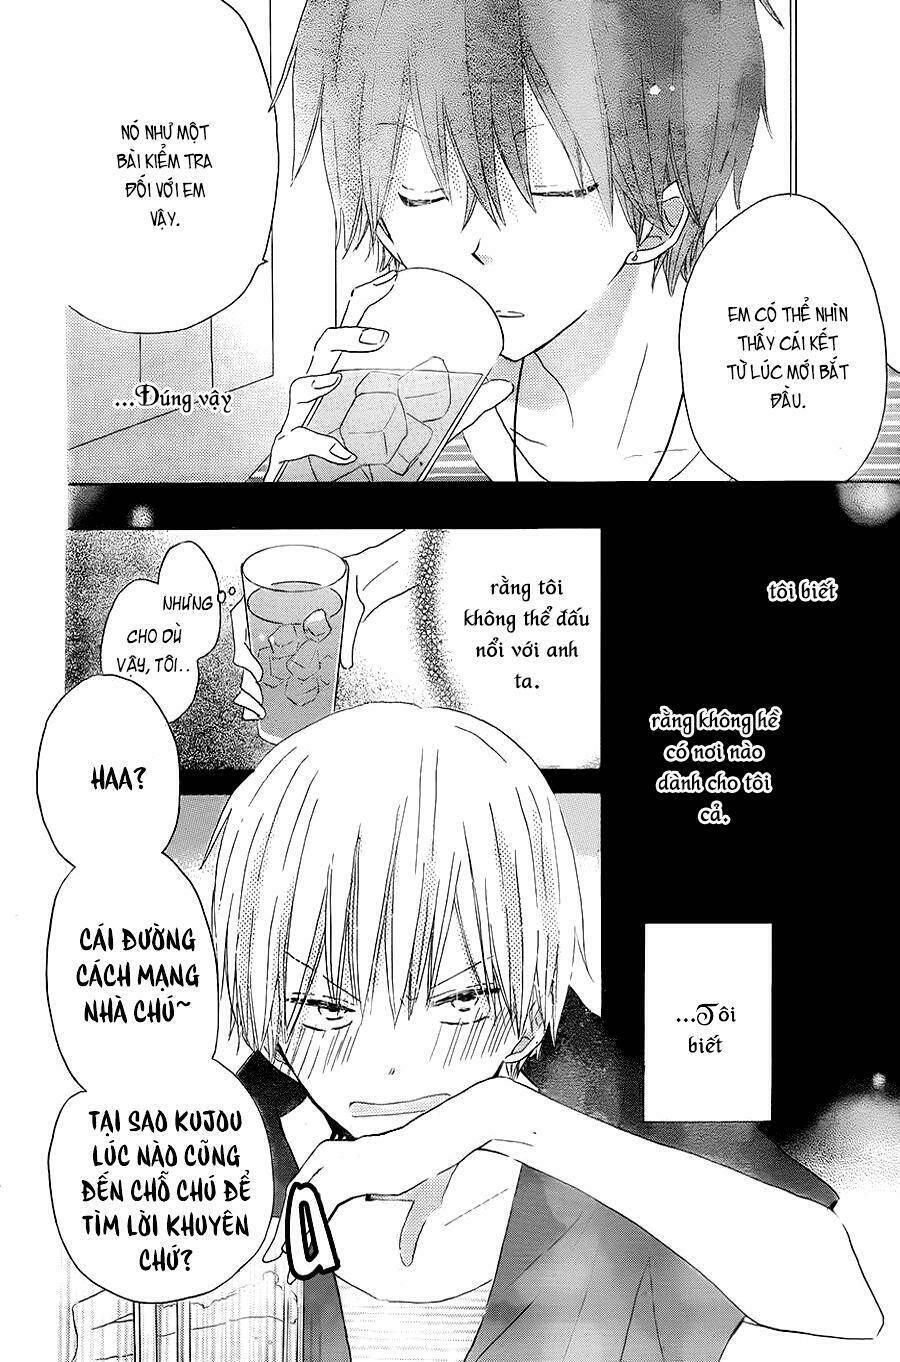 EM CÓ THỂ NHÌN
THẤY CÁI KẾT
TỪ LÚC MỚI BẮT
ĐẦU.
NÓ NHƯ MỘT
BÀI KIỂM TRA
ĐỐI VỚI EM
VẬY.
...Đúng vậy
tôi biết
rằng không hề
có nơi nào
dành cho tôi
cả.
...Tôi
biết
rằng tôi
không thể đấu
nổi với anh
ta.
NHƯNG
CHO DÙ
VẬY, TÔI..
HAA?
CÁI ĐƯỜNG
CÁCH MẠNG
NHÀ CHÚ~
TẠI SAO KUJOU
LÚC NÀO CŨNG
ĐẾN CHỖ CHÚ ĐỂ
TÌM LỜI KHUYÊN
CHỨ?
A